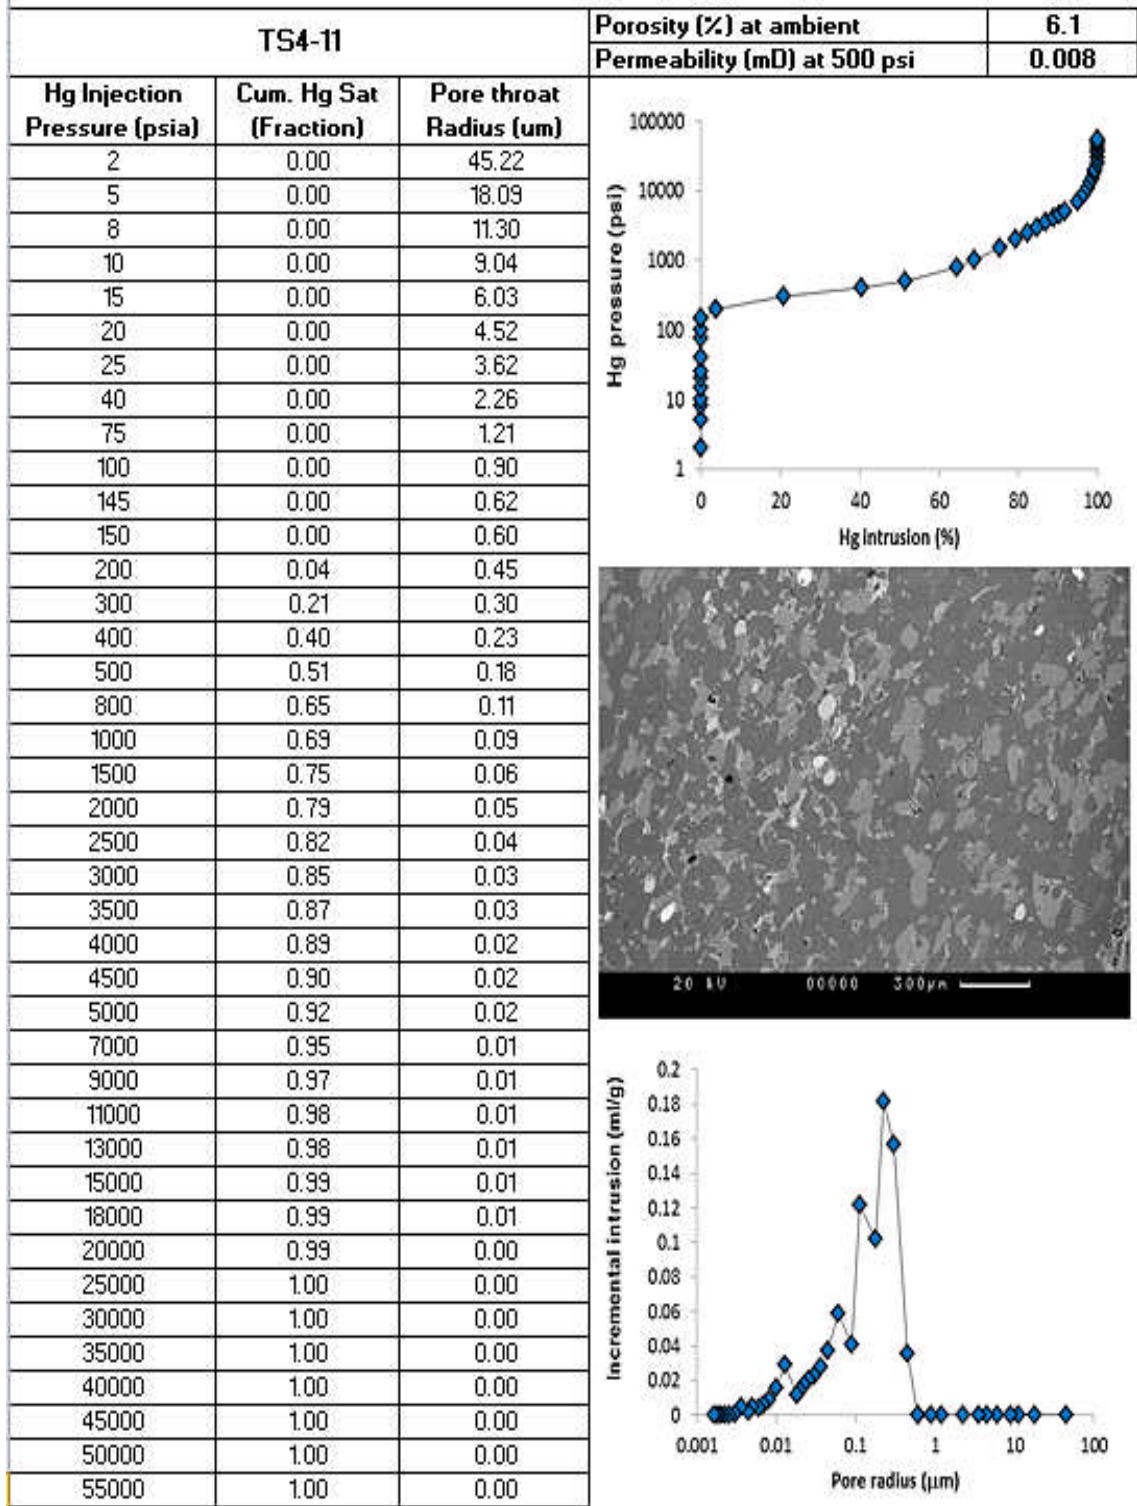 TS4-11
Porosity (%) at ambient 6.1
Permeability (mD) at 500 psi 0.008
Hg Injection Pressure (psia) Cum. Hg Sat (Fraction) Pore throat Radius (um)
2 0.00 45.22
5 0.00 18.09
8 0.00 11.30
10 0.00 9.04
15 0.00 6.03
20 0.00 4.52
25 0.00 3.62
40 0.00 2.26
75 0.00 1.21
100 0.00 0.90
145 0.00 0.62
150 0.00 0.60
200 0.04 0.45
300 0.21 0.30
400 0.40 0.23
500 0.51 0.18
800 0.65 0.11
1000 0.69 0.09
1500 0.75 0.06
2000 0.79 0.05
2500 0.82 0.04
3000 0.85 0.03
3500 0.87 0.03
4000 0.89 0.02
4500 0.90 0.02
5000 0.92 0.02
7000 0.95 0.01
9000 0.97 0.01
11000 0.98 0.01
13000 0.98 0.01
15000 0.99 0.01
18000 0.99 0.01
20000 0.99 0.00
25000 1.00 0.00
30000 1.00 0.00
35000 1.00 0.00
40000 1.00 0.00
45000 1.00 0.00
50000 1.00 0.00
55000 1.00 0.00
Hg pressure (psi)
100000
10000
1000
100
10
1
0 20 40 60 80 100
Hg intrusion (%)
20 00000 300µm
Incremental intrusion (ml/g)
0.2
0.18
0.16
0.14
0.12
0.1
0.08
0.06
0.04
0.02
0
0.001 0.01 0.1 1 10 100
Pore radius (µm)